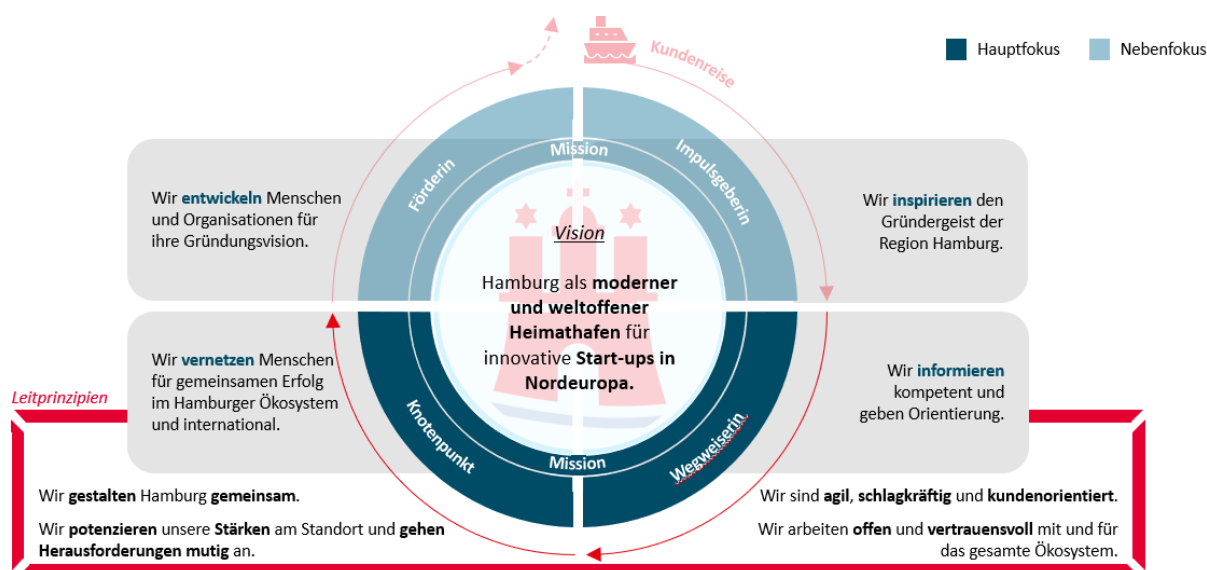 Kundenreise
Hauptfokus
Nebenfokus
Förderin
Mission
Impulsgeberin
Wir entwickeln Menschen
und Organisationen für
ihre Gründungsvision.
Wir inspirieren den
Gründergeist der
Region Hamburg.
Vision
Hamburg als moderner
und weltoffener
Heimathafen für
innovative Start-ups in
Nordeuropa.
Wir vernetzen Menschen
für gemeinsamen Erfolg
im Hamburger Ökosystem
und international.
Wir informieren
kompetent und
geben Orientierung.
Knotenpunkt
Mission
Wegweiserin
Leitprinzipien
Wir gestalten Hamburg gemeinsam.
Wir potenzieren unsere Stärken am Standort und gehen
Herausforderungen mutig an.
Wir sind agil, schlagkräftig und kundenorientiert.
Wir arbeiten offen und vertrauensvoll mit und für
das gesamte Ökosystem.